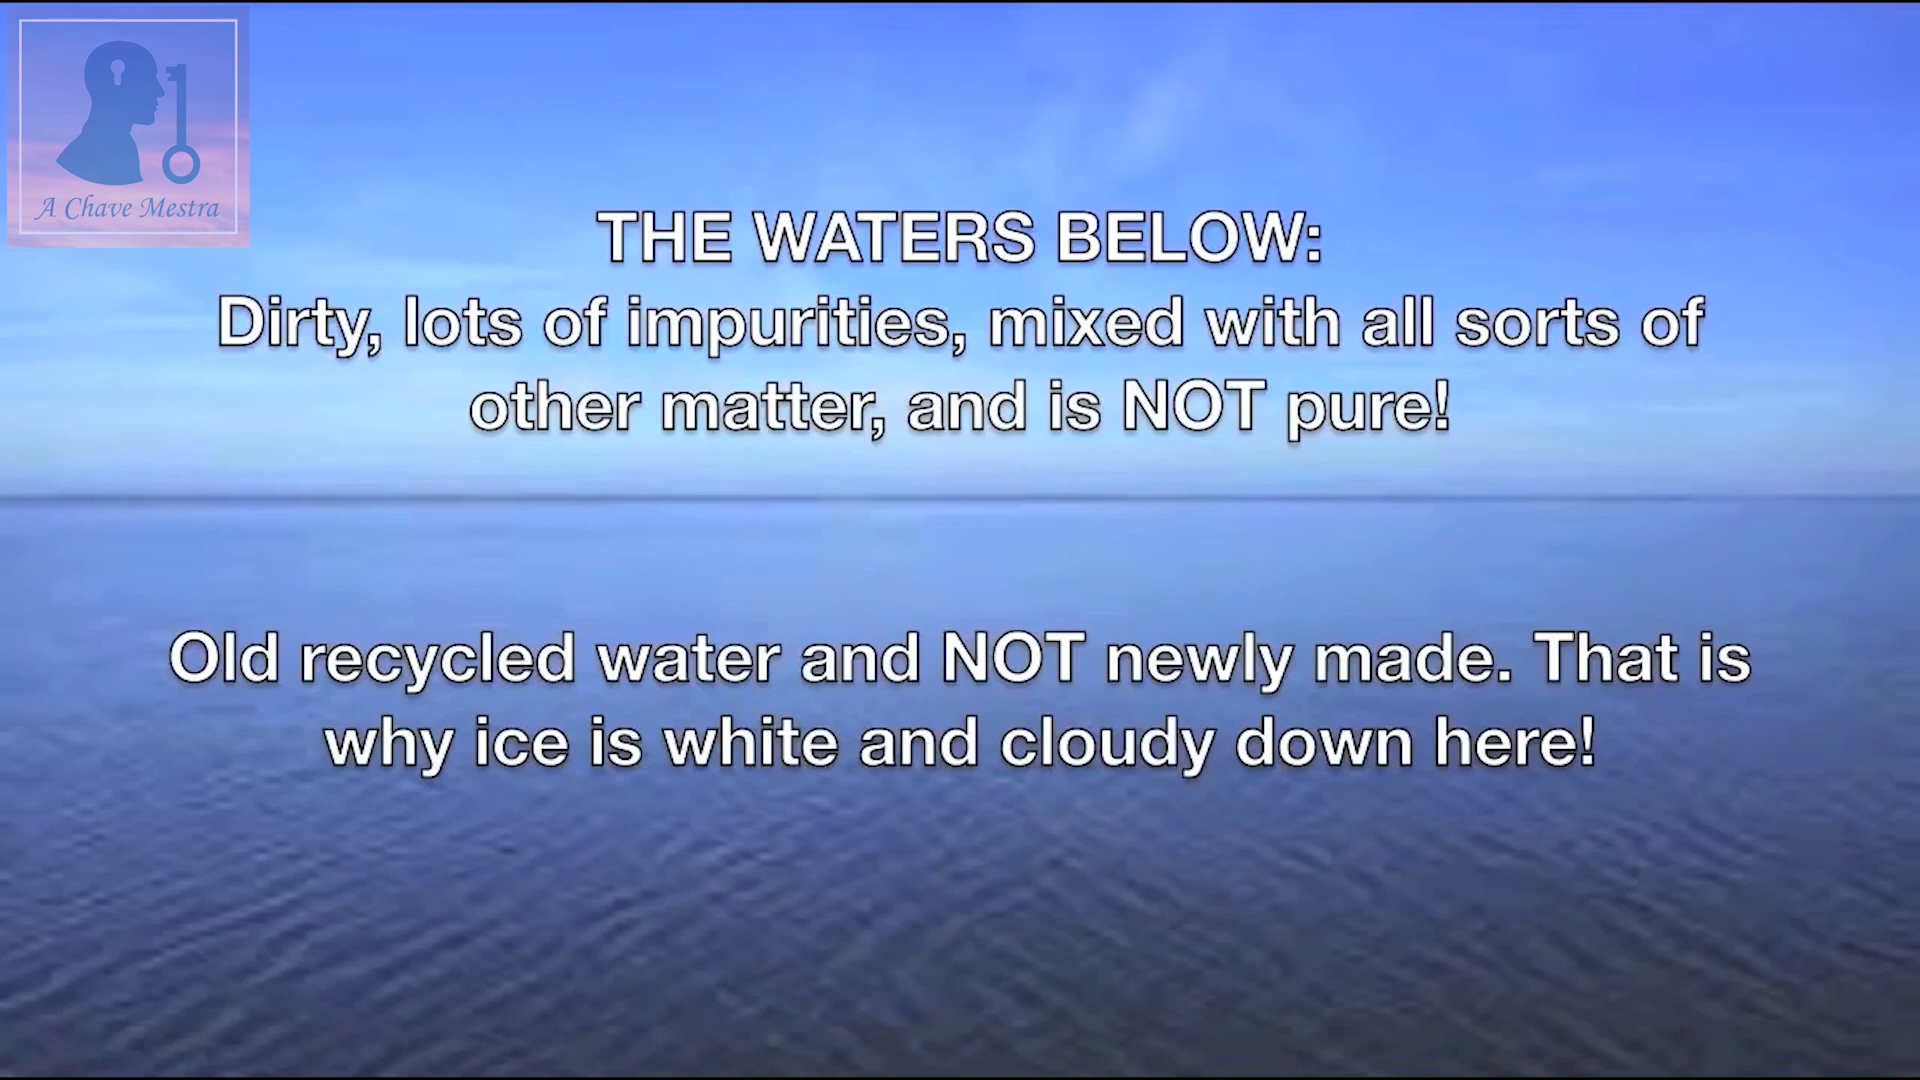 A Chave Mestra
THE WATERS BELOW:
Dirty, lots of impurities, mixed with all sorts of
other matter, and is NOT pure!
Old recycled water and NOT newly made. That is
why ice is white and cloudy down here!